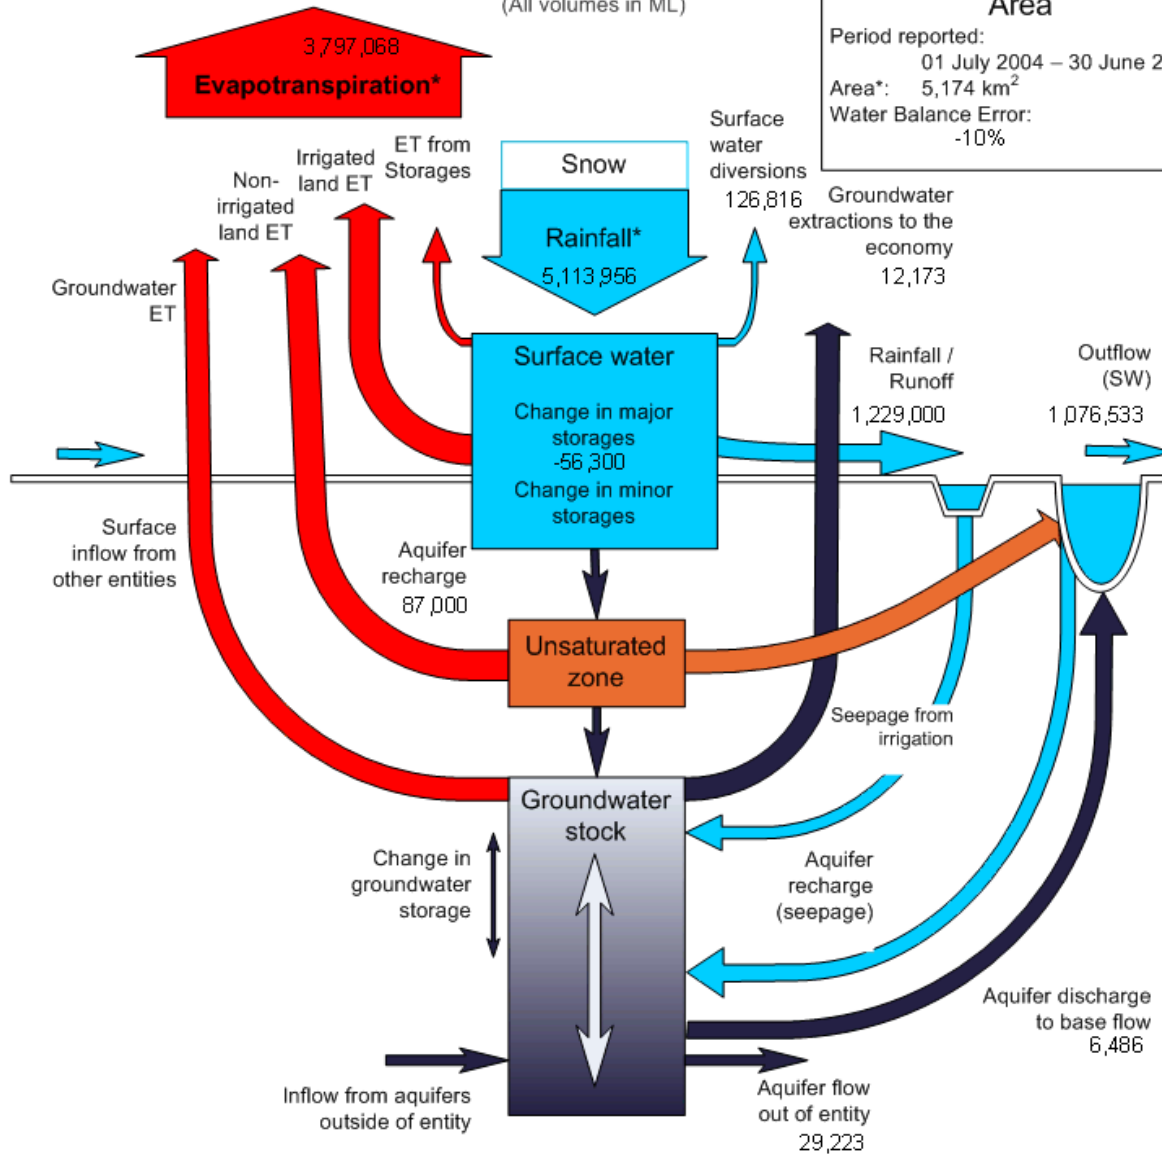 (All volumes in ML)
Area
Period reported:
01 July 2004 – 30 June 2
Area*: 5,174 km²
Water Balance Error:
-10%
3,797,068
Evapotranspiration*
Surface
water
diversions
126,816
ET from
Storages
Irrigated
land ET
Non-
irrigated
land ET
Snow
Rainfall*
5,113,956
Groundwater
extractions to the
economy
12,173
Groundwater
ET
Surface water
Change in major
storages
-56,300
Change in minor
storages
Rainfall /
Runoff
1,229,000
Outflow
(SW)
1,076,533
Surface
inflow from
other entities
Aquifer
recharge
87,000
Unsaturated
zone
Seepage from
irrigation
Groundwater
stock
Change in
groundwater
storage
Aquifer
recharge
(seepage)
Aquifer discharge
to base flow
6,486
Inflow from aquifers
outside of entity
Aquifer flow
out of entity
29,223